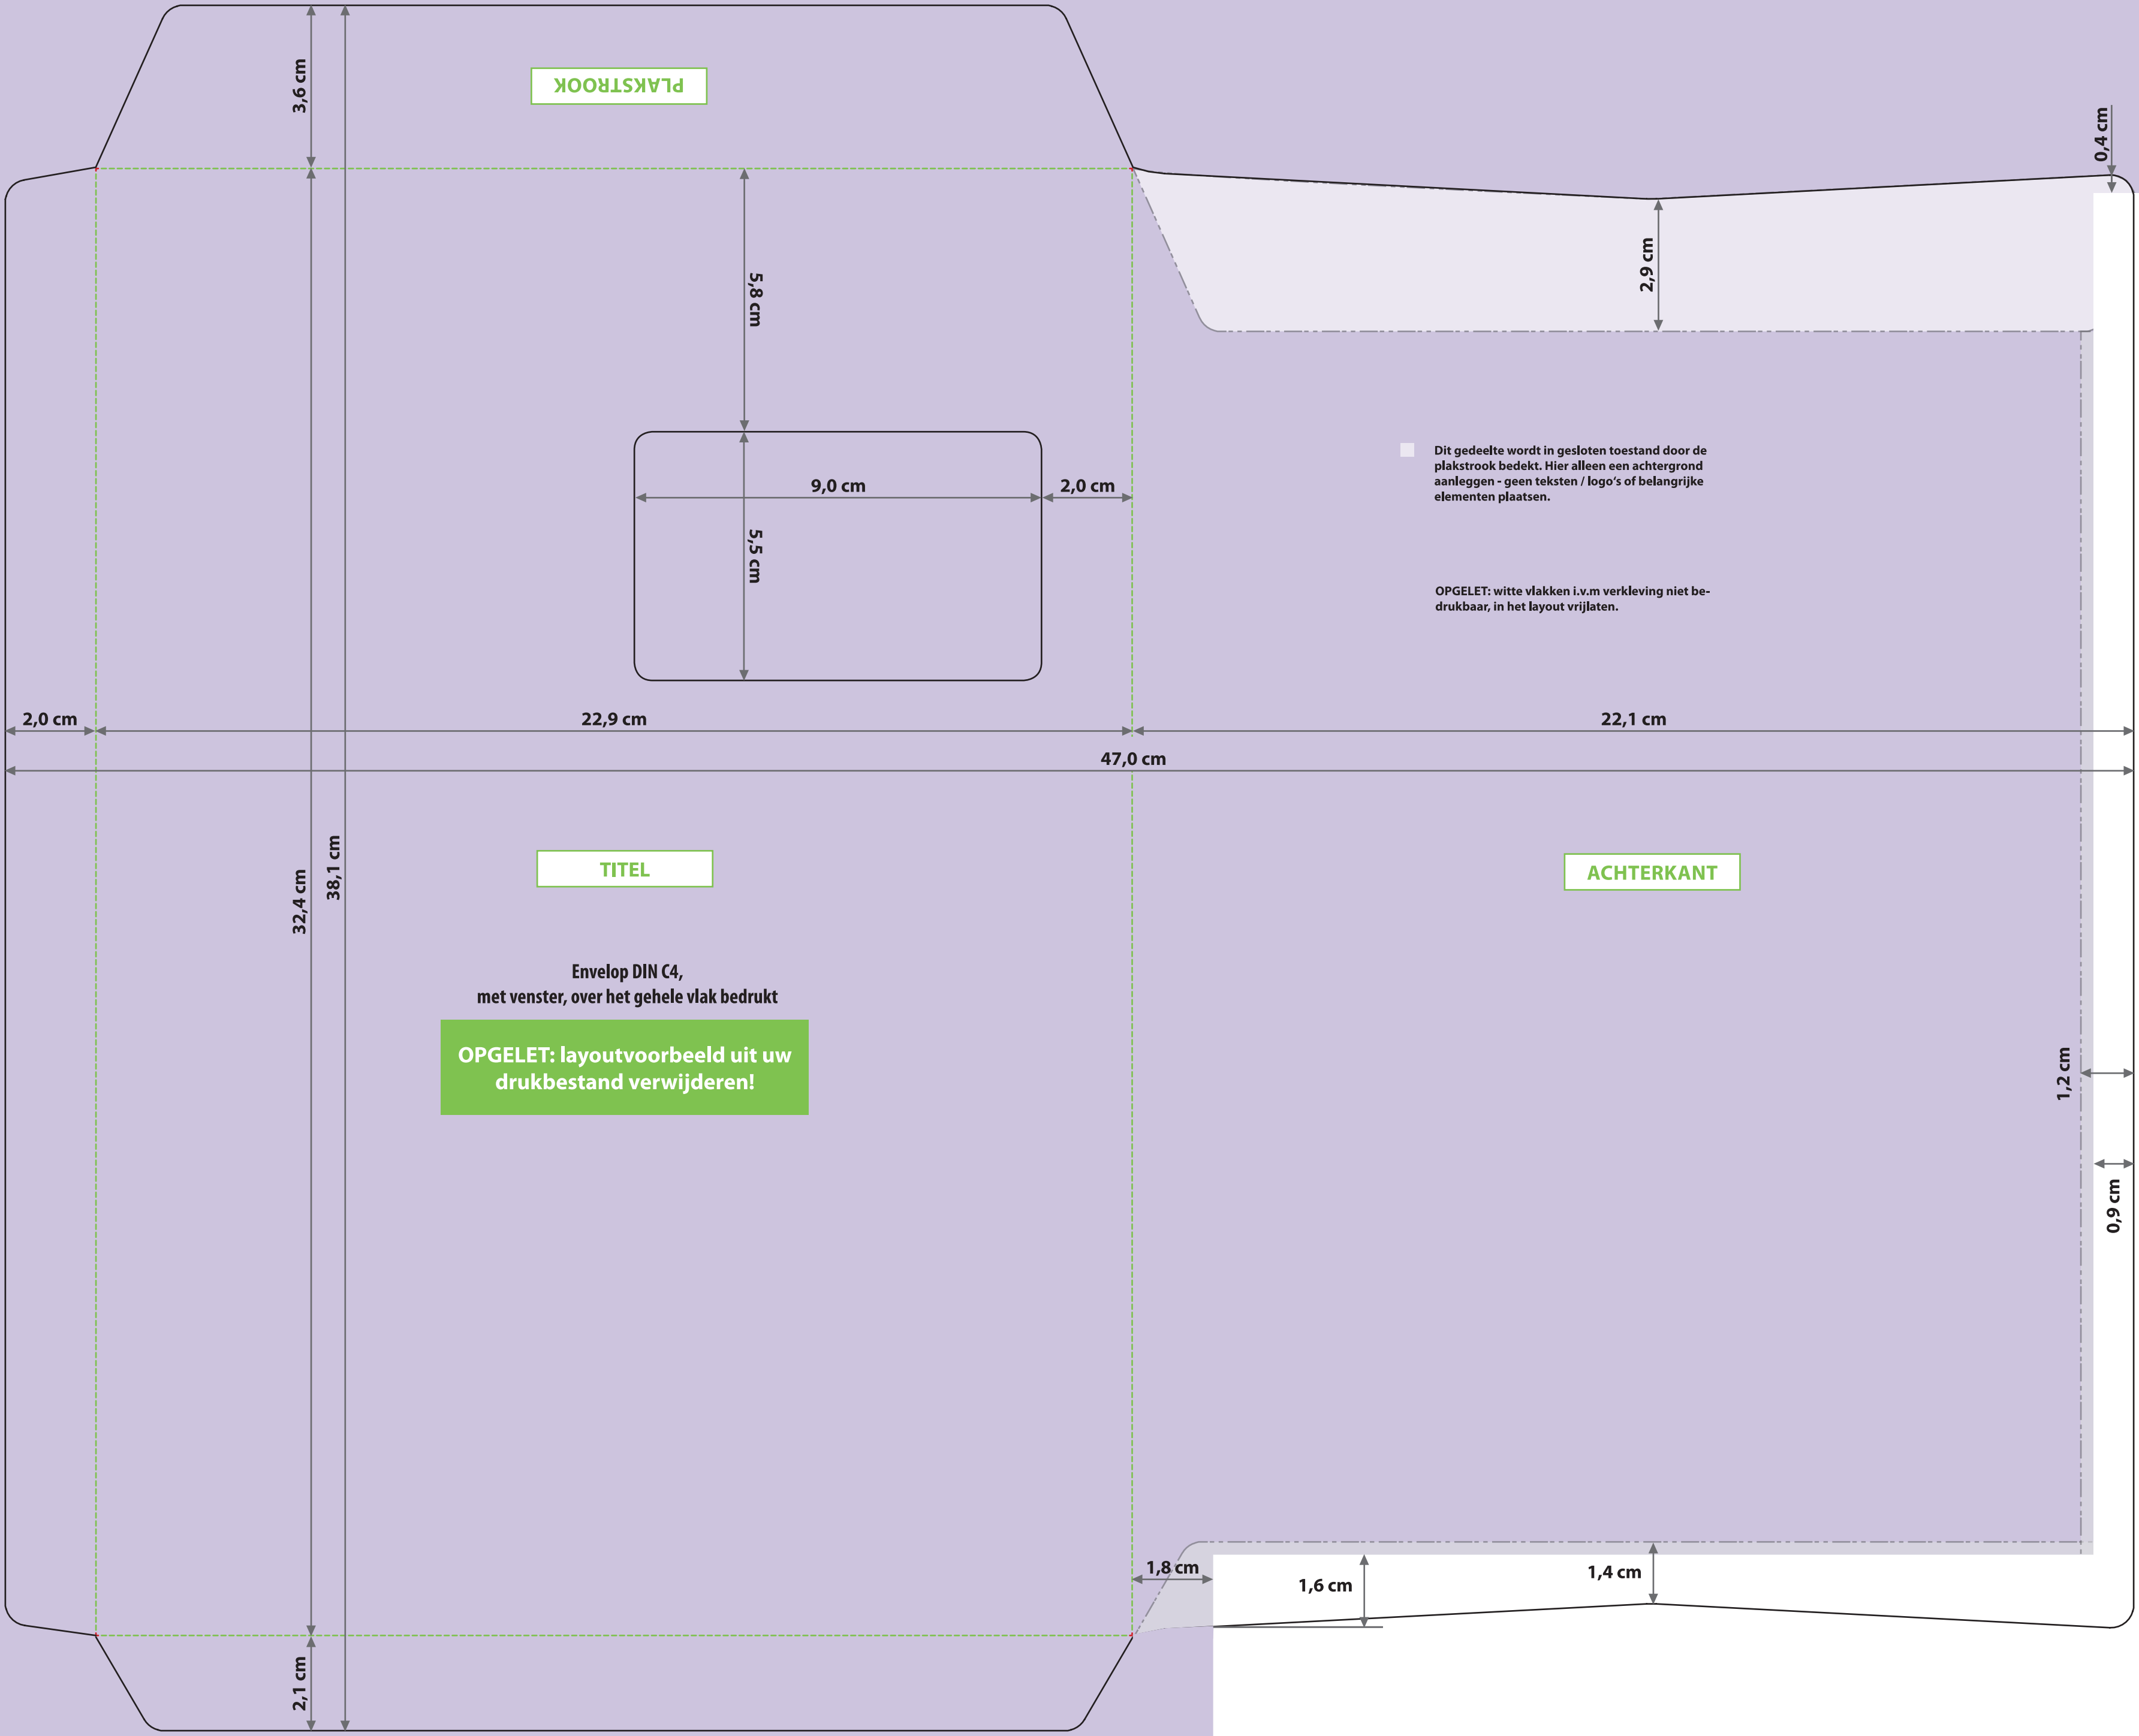 PLAKSTROOK
3,6 cm
0,4 cm
2,9 cm
5,8 cm
Dit gedeelte wordt in gesloten toestand door de
plakstrook bedekt. Hier alleen een achtergrond
aanleggen - geen teksten / logo‘s of belangrijke
elementen plaatsen.
9,0 cm
2,0 cm
5,5 cm
OPGELET: witte vlakken i.v.m verkleving niet be-
drukbaar, in het layout vrijlaten.
2,0 cm
22,9 cm
22,1 cm
47,0 cm
32,4 cm
38,1 cm
TITEL
ACHTERKANT
Envelop DIN C4,
met venster, over het gehele vlak bedrukt
OPGELET: layoutvoorbeeld uit uw
drukbestand verwijderen!
1,2 cm
0,9 cm
1,8 cm
1,6 cm
1,4 cm
2,1 cm